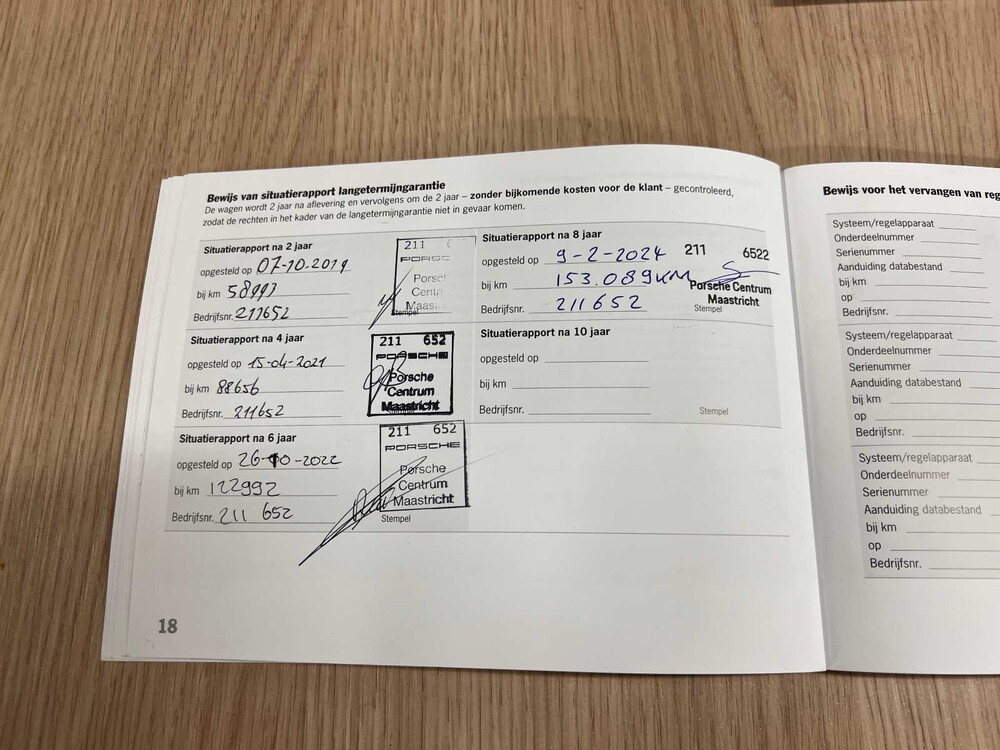 Bewijs van situatierapport langetermijngarantie
De wagen wordt 2 jaar na aflevering en vervolgens om de 2 jaar – zonder bijkomende kosten voor de klant – gecontroleerd,
zodat de rechten in het kader van de langetermijngarantie niet in gevaar komen.
Situatierapport na 2 jaar
opgesteld op 07-10-2019
bij km 58993
Bedrijfsnr. 211652
211
PORSC
Porsc
Cent
Maas
Stempel
Situatierapport na 4 jaar
opgesteld op 15-04-2021
bij km 88656
Bedrijfsnr. 211652
211 652
PORSCHE
Porsche
Centrum
Maastricht
Situatierapport na 6 jaar
opgesteld op 26-10-2022
bij km 122992
Bedrijfsnr. 211 652
211 652
PORSCHE
Porsche
Centrum
Maastricht
Stempel
Situatierapport na 8 jaar
opgesteld op 9-2-2024
bij km 153.089KM
Bedrijfsnr. 211652
211 6522
Porsche Centrum
Maastricht
Stempel
Situatierapport na 10 jaar
opgesteld op
bij km
Bedrijfsnr.
Stempel
18
Bewijs voor het vervangen van reg
Systeem/regelapparaat
Onderdeelnummer
Serienummer
Aanduiding databestand
bij km
op
Bedrijfsnr.
Systeem/regelapparaat
Onderdeelnummer
Serienummer
Aanduiding databestand
bij km
op
Bedrijfsnr.
Systeem/regelapparaat
Onderdeelnummer
Serienummer
Aanduiding databestand
bij km
op
Bedrijfsnr.